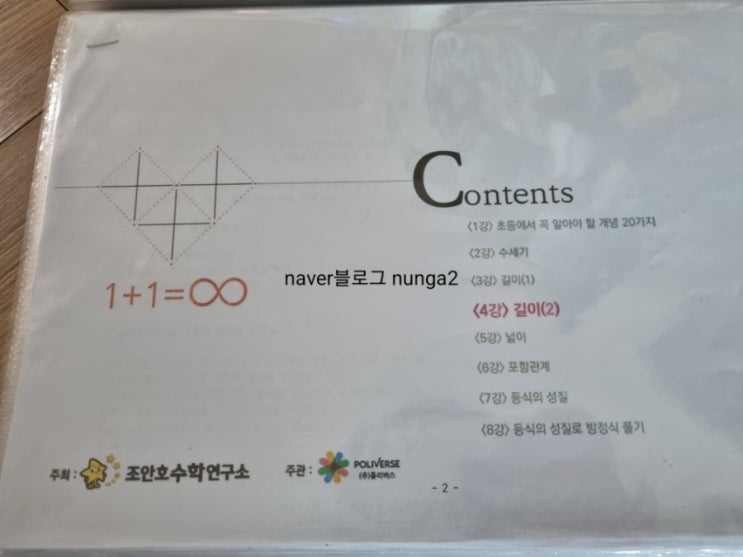 Contents
<1강> 초등에서 꼭 알아야 할 개념 20가지
<2강> 수세기
<3강> 길이(1)
<4강> 길이(2)
<5강> 넓이
<6강> 포함관계
<7강> 등식의 성질
<8강> 등식의 성질로 방정식 풀기
1+1=∞
naver블로그 nunga2
주최 : 조안호수학연구소
주관 : POLIVERSE
(주)폴리버스
- 2 -